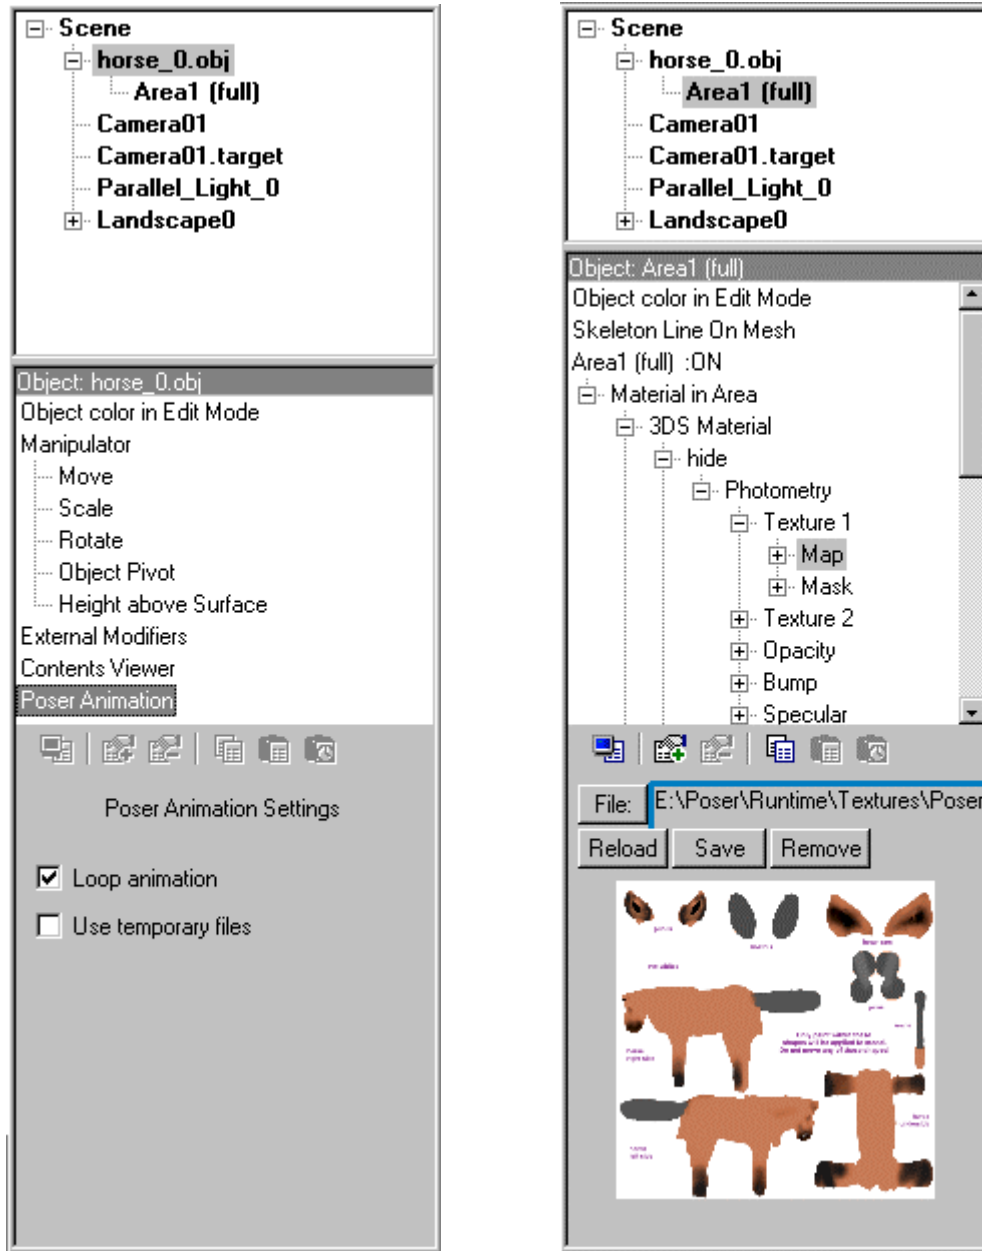 Scene
horse_0.obj
Area1 (full)
Camera01
Camera01.target
Parallel_Light_0
Landscape0
Object: horse_0.obj
Object color in Edit Mode
Manipulator
Move
Scale
Rotate
Object Pivot
Height above Surface
External Modifiers
Contents Viewer
Poser Animation
Poser Animation Settings
Loop animation
Use temporary files
Scene
horse_0.obj
Area1 (full)
Camera01
Camera01.target
Parallel_Light_0
Landscape0
Object: Area1 (full)
Object color in Edit Mode
Skeleton Line On Mesh
Area1 (full) :ON
Material in Area
3DS Material
hide
Photometry
Texture 1
Map
Mask
Texture 2
Opacity
Bump
Specular
File: E:\Poser\Runtime\Textures\Poser
Reload Save Remove